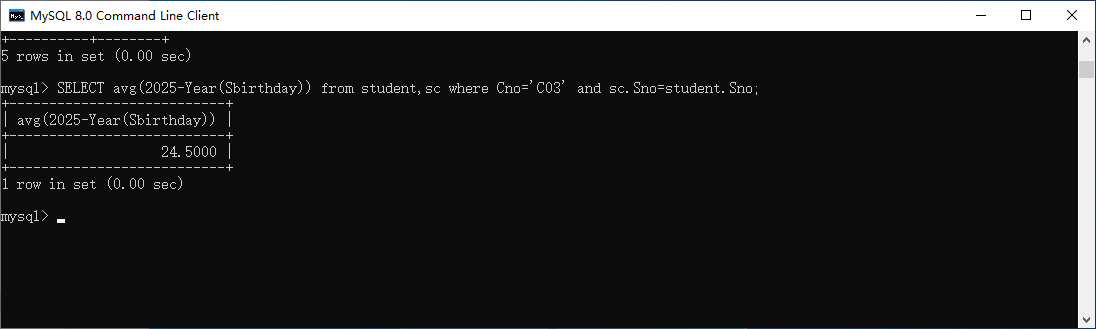 MySQL 8.0 Command Line Client
+----------+--------+
5 rows in set (0.00 sec)
mysql> SELECT avg(2025-Year(Sbirthday)) from student,sc where Cno='C03' and sc.Sno=student.Sno;
+---------------------------+
| avg(2025-Year(Sbirthday)) |
+---------------------------+
|                   24.5000 |
+---------------------------+
1 row in set (0.00 sec)
mysql>